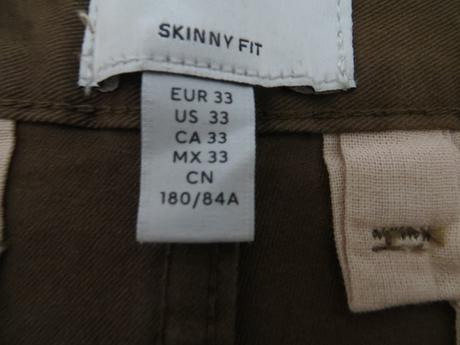 SKINNY FIT
EUR 33
US 33
CA 33
MX 33
CN
180/84A